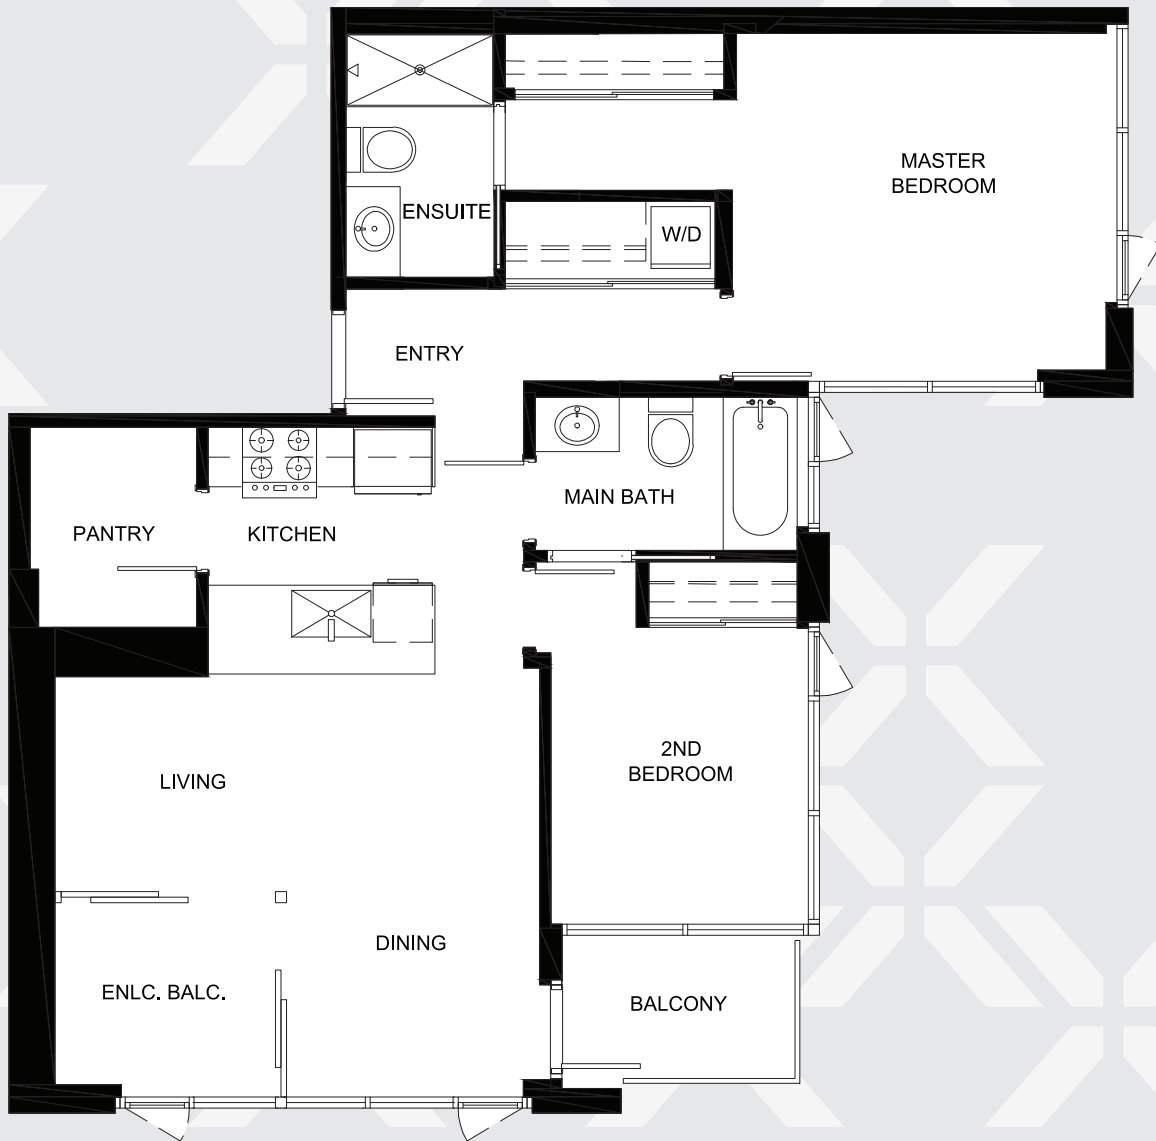 MASTER
BEDROOM
ENSUITE
W/D
ENTRY
MAIN BATH
PANTRY
KITCHEN
2ND
BEDROOM
LIVING
DINING
ENLC. BALC.
BALCONY